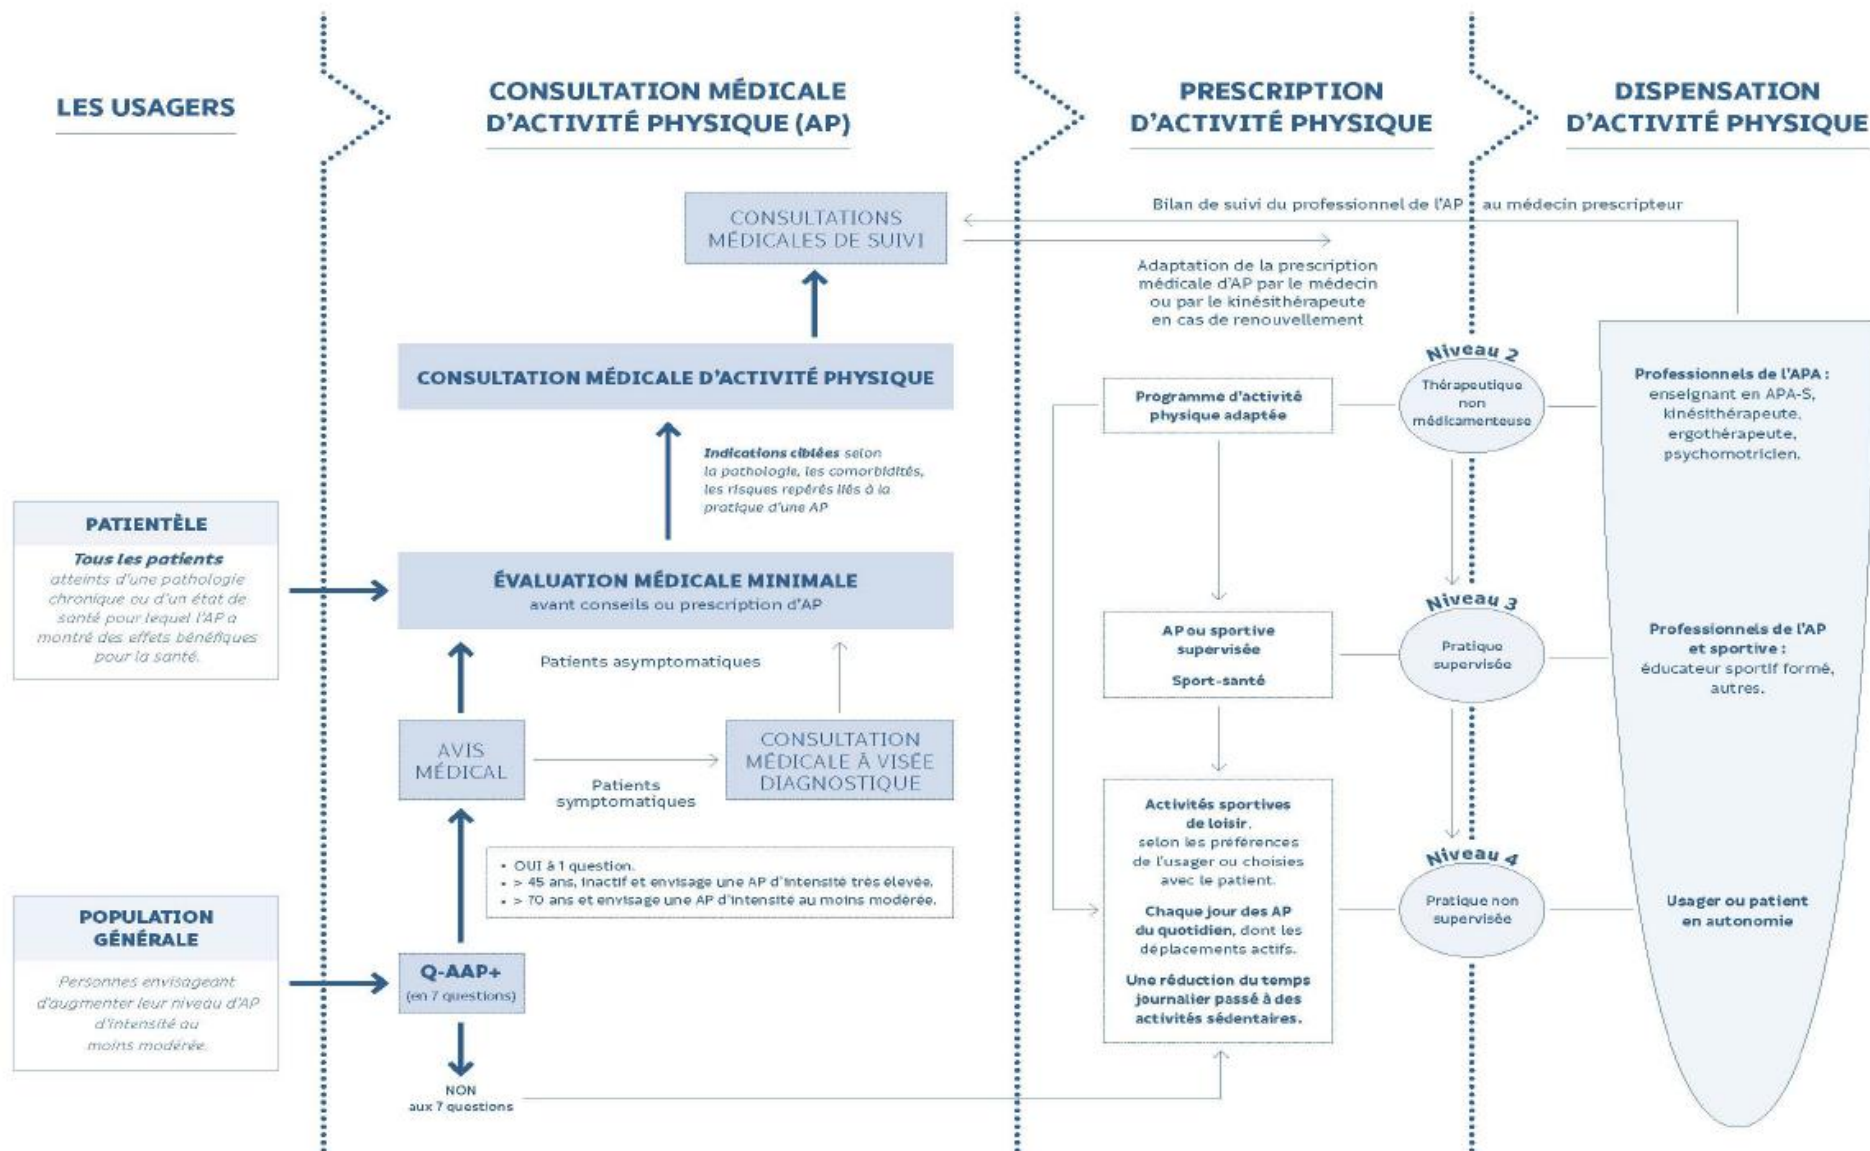 LES USAGERS
CONSULTATION MÉDICALE
D'ACTIVITÉ PHYSIQUE (AP)
PRESCRIPTION
D'ACTIVITÉ PHYSIQUE
DISPENSATION
D'ACTIVITÉ PHYSIQUE
CONSULTATIONS
MÉDICALES DE SUIVI
Bilan de suivi du professionnel de l'AP au médecin prescripteur
Adaptation de la prescription
médicale d'AP par le médecin
ou par le kinésithérapeute
en cas de renouvellement
CONSULTATION MÉDICALE D'ACTIVITÉ PHYSIQUE
Indications ciblées selon
la pathologie, les comorbidités,
les risques repérés liés à la
pratique d'une AP
PATIENTÈLE
Tous les patients
atteints d'une pathologie
chronique ou d'un état de
santé pour lequel l'AP a
montré des effets bénéfiques
pour la santé.
ÉVALUATION MÉDICALE MINIMALE
avant conseils ou prescription d'AP
Patients asymptomatiques
AVIS
MÉDICAL
Patients
symptomatiques
CONSULTATION
MÉDICALE À VISÉE
DIAGNOSTIQUE
• OUI à 1 question.
• > 45 ans, inactif et envisage une AP d'intensité très élevée.
• > 70 ans et envisage une AP d'intensité au moins modérée.
POPULATION
GÉNÉRALE
Personnes envisageant
d'augmenter leur niveau d'AP
d'intensité au
moins modérée.
Q-AAP+
(en 7 questions)
NON
aux 7 questions
Programme d'activité
physique adaptée
Niveau 2
Thérapeutique
non
médicamenteuse
Professionnels de l'APA :
enseignant en APA-S,
kinésithérapeute,
ergothérapeute,
psychomotricien.
AP ou sportive
supervisée
Sport-santé
Niveau 3
Pratique
supervisée
Professionnels de l'AP
et sportive :
éducateur sportif formé,
autres.
Activités sportives
de loisir,
selon les préférences
de l'usager ou choisies
avec le patient.
Chaque jour des AP
du quotidien, dont les
déplacements actifs.
Une réduction du temps
journalier passé à des
activités sédentaires.
Niveau 4
Pratique non
supervisée
Usager ou patient
en autonomie